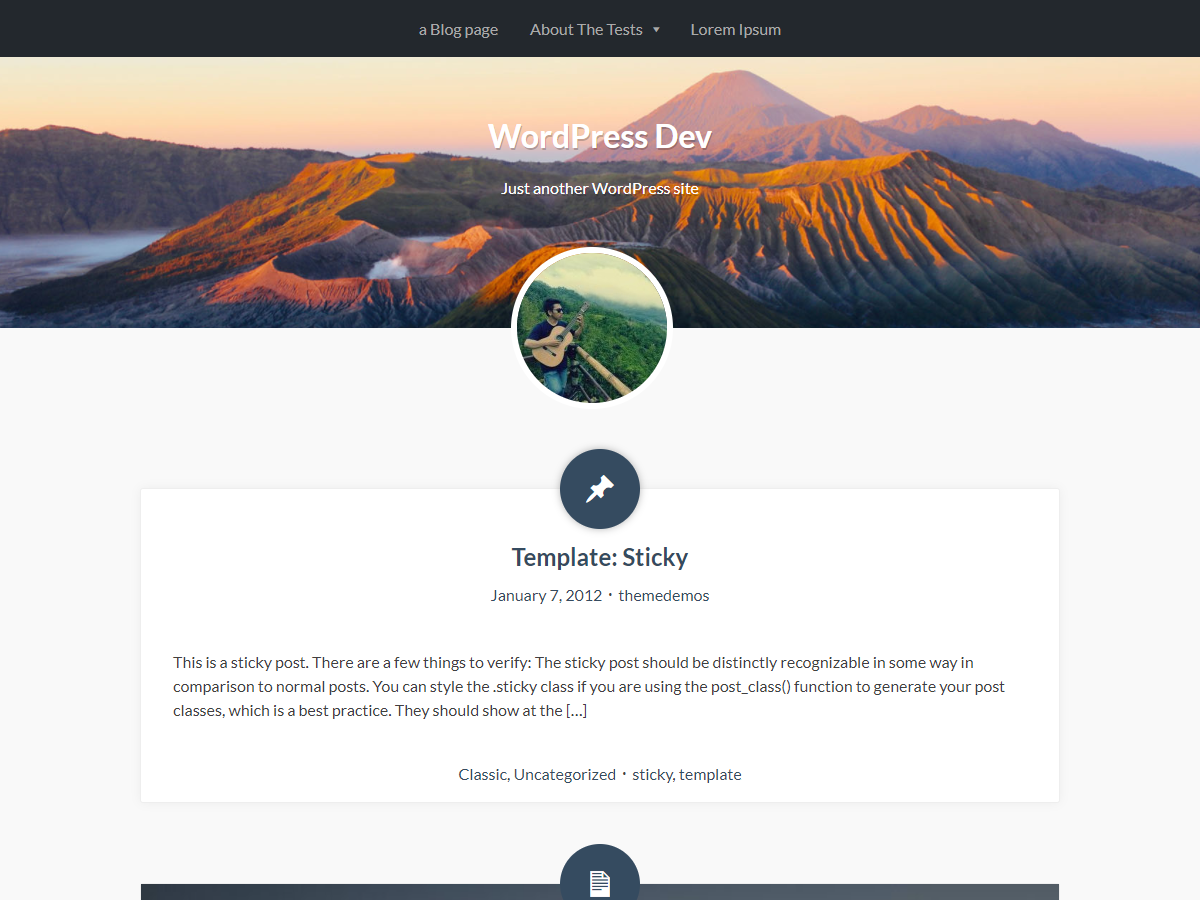 a Blog page About The Tests Lorem Ipsum
WordPress Dev
Just another WordPress site
Template: Sticky
January 7, 2012 · themedemos
This is a sticky post. There are a few things to verify: The sticky post should be distinctly recognizable in some way in
comparison to normal posts. You can style the .sticky class if you are using the post_class() function to generate your post
classes, which is a best practice. They should show at the […]
Classic, Uncategorized · sticky, template